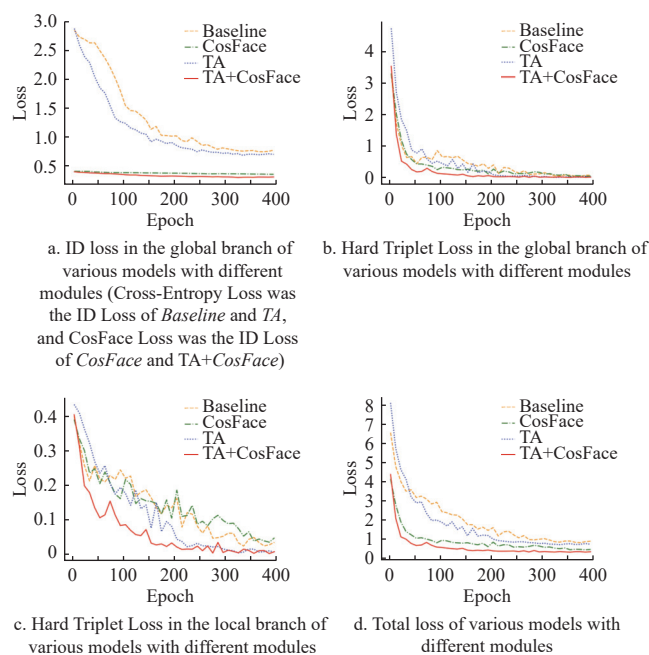 3.0
2.5
2.0
1.5
1.0
0.5
Loss
0
100
200
300
400
Epoch
Baseline
CosFace
TA
TA+CosFace
a. ID loss in the global branch of
various models with different
modules (Cross-Entropy Loss was
the ID Loss of Baseline and TA,
and CosFace Loss was the ID Loss
of CosFace and TA+CosFace)
4
3
2
1
0
Loss
0
100
200
300
400
Epoch
Baseline
CosFace
TA
TA+CosFace
b. Hard Triplet Loss in the global branch of
various models with different modules
0.4
0.3
0.2
0.1
0
Loss
0
100
200
300
400
Epoch
Baseline
CosFace
TA
TA+CosFace
c. Hard Triplet Loss in the local branch of
various models with different modules
8
7
6
5
4
3
2
1
0
Loss
0
100
200
300
400
Epoch
Baseline
CosFace
TA
TA+CosFace
d. Total loss of various models with
different modules